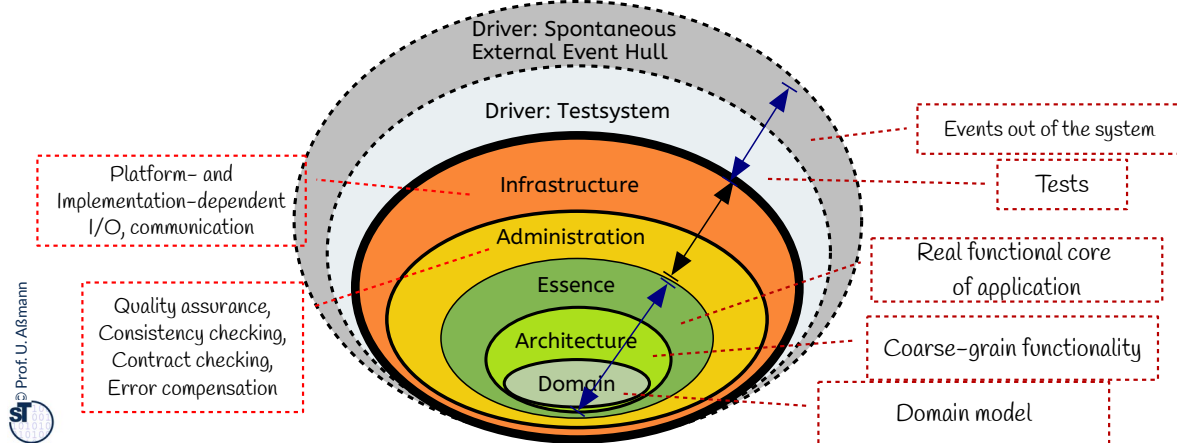 Driver: Spontaneous
External Event Hull
Driver: Testsystem
Events out of the system
Tests
Platform- and
Implementation-dependent
I/O, communication
Infrastructure
Administration
Real functional core
of application
Essence
Quality assurance,
Consistency checking,
Contract checking,
Error compensation
Architecture
Coarse-grain functionality
Domain
Domain model
© Prof. U. Aßmann
ST